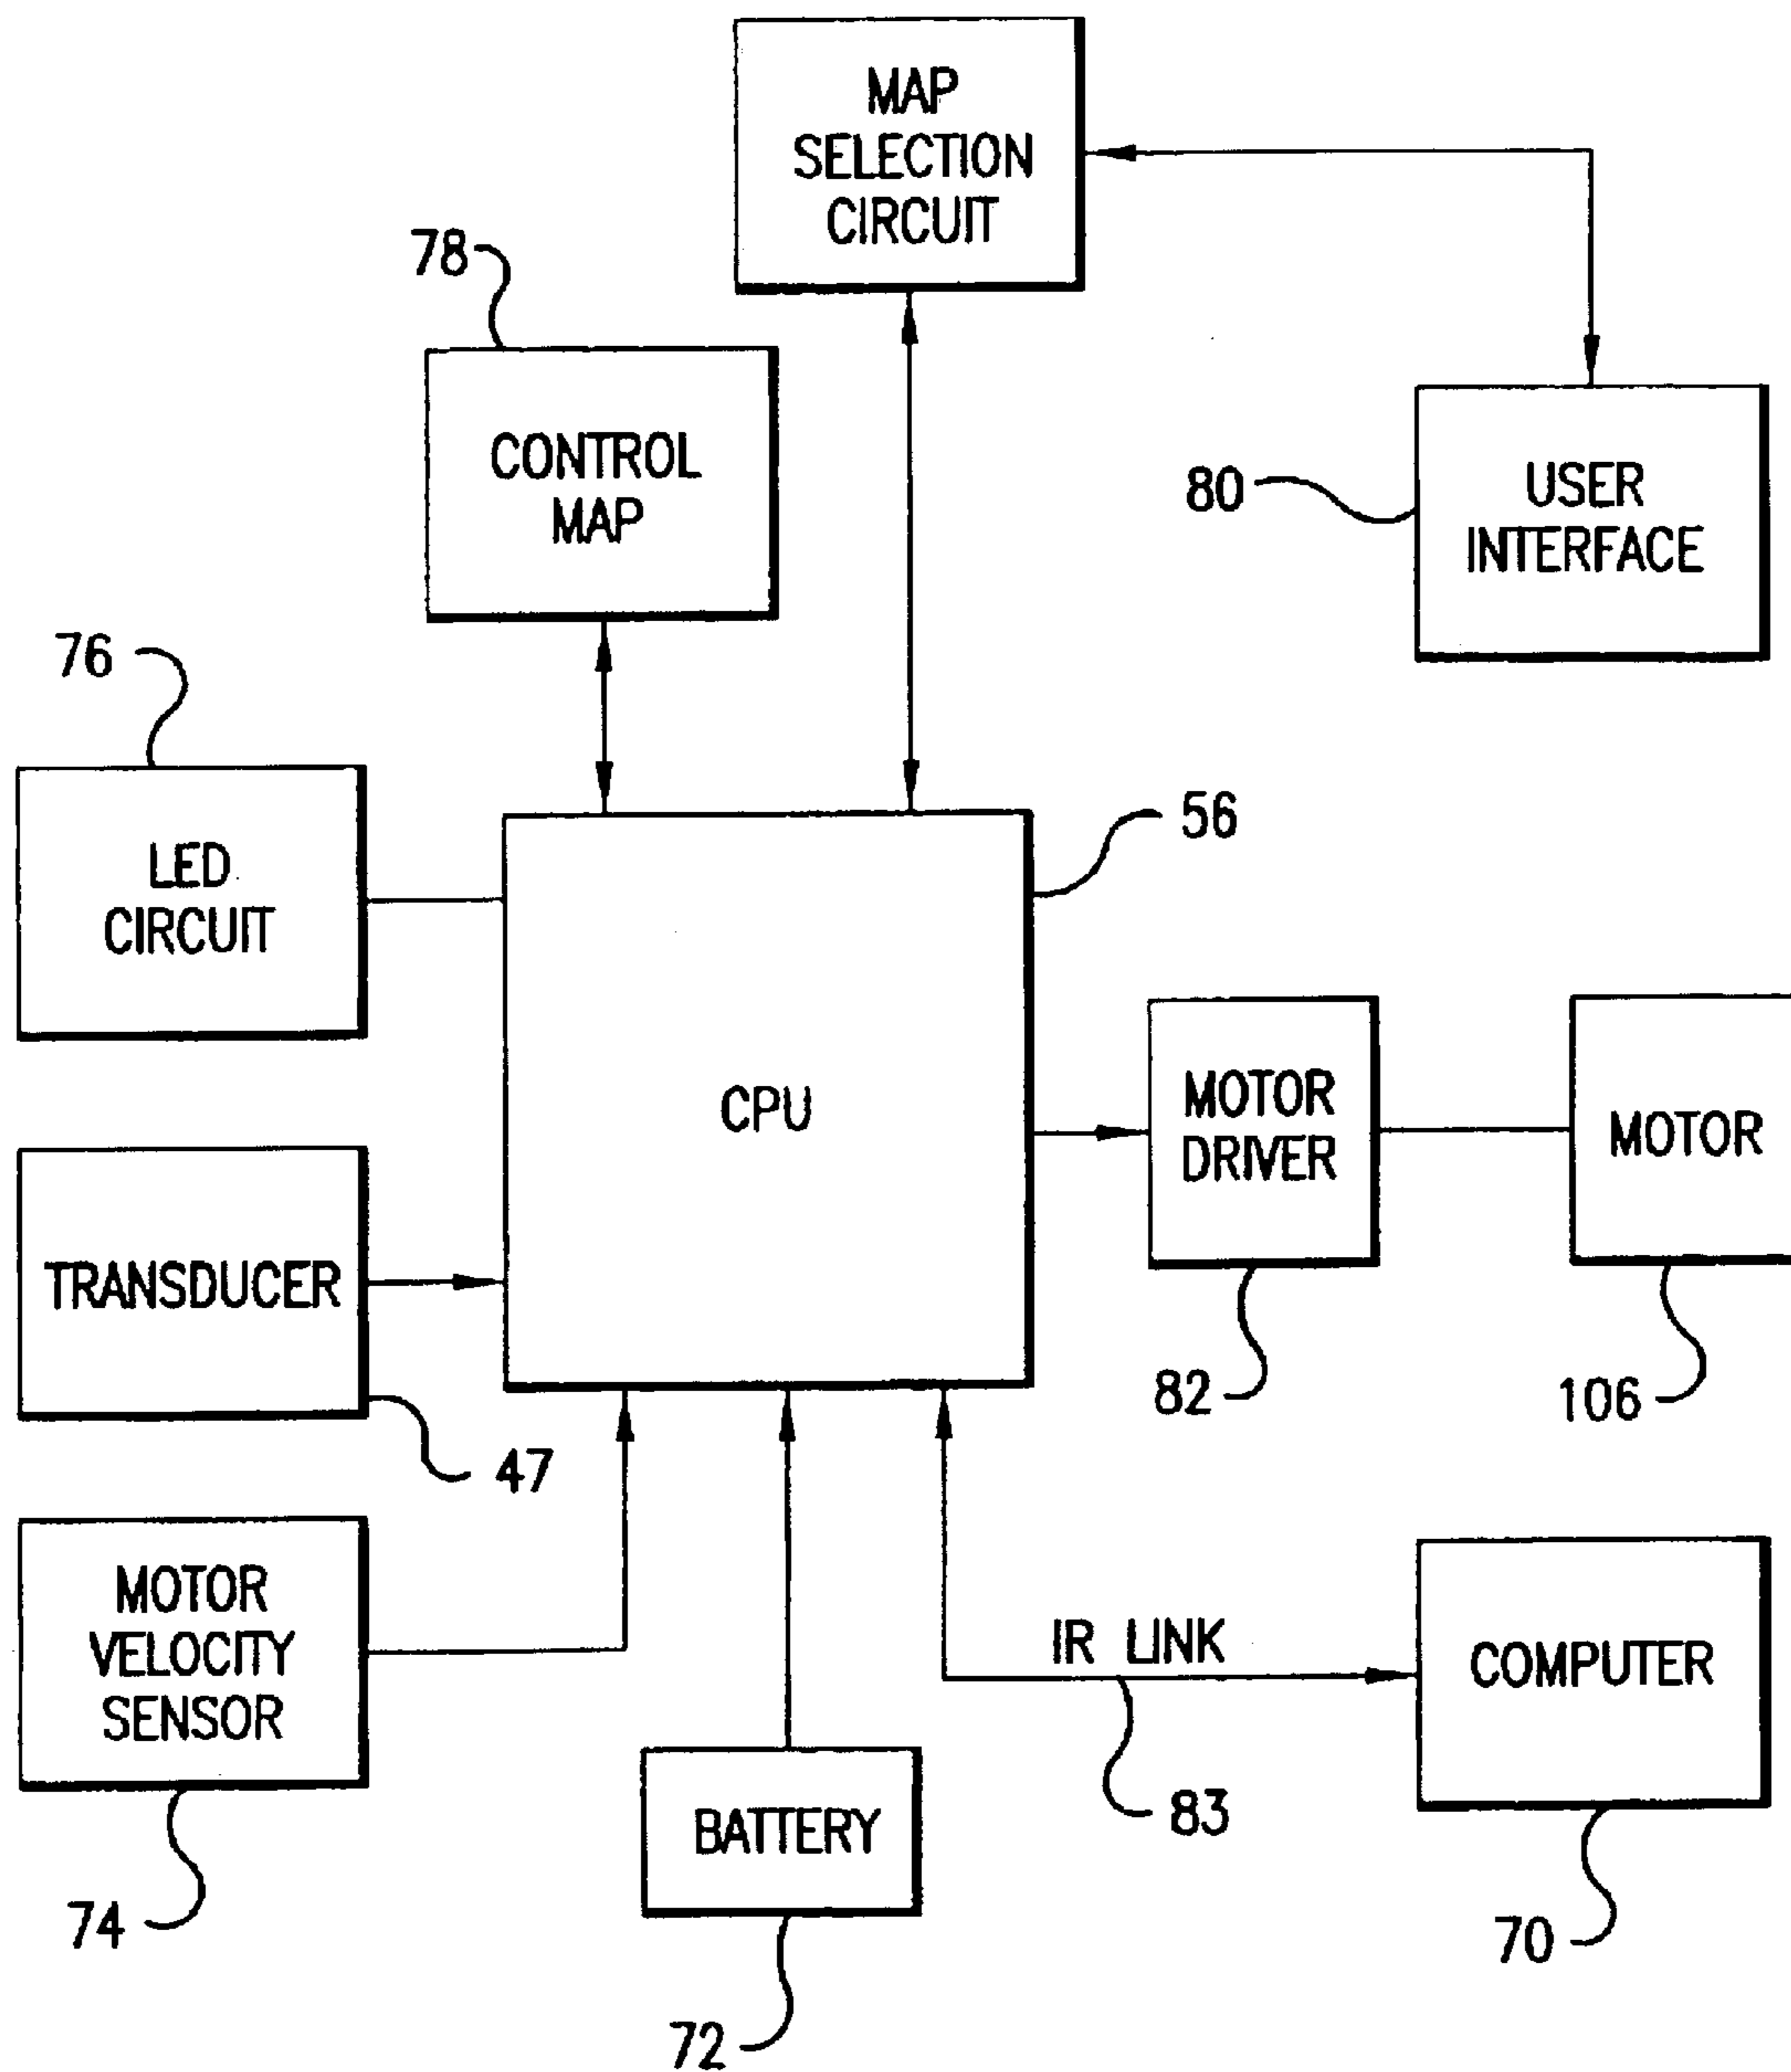 MAP
SELECTION
CIRCUIT
78
CONTROL
MAP
80
USER
INTERFACE
76
LED
CIRCUIT
56
CPU
MOTOR
DRIVER
MOTOR
TRANSDUCER
82
106
47
MOTOR
VELOCITY
SENSOR
IR LINK
COMPUTER
83
BATTERY
74
70
72